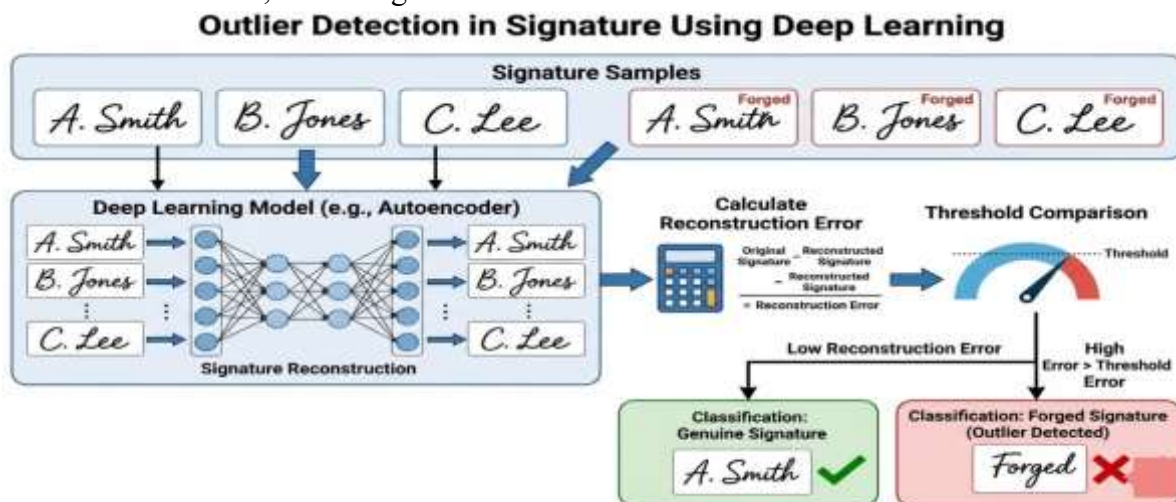 Outlier Detection in Signature Using Deep Learning
Signature Samples
A. Smith
B. Jones
C. Lee
Forged
A. Smith
Forged
B. Jones
Forged
C. Lee
Deep Learning Model (e.g., Autoencoder)
A. Smith
A. Smith
B. Jones
B. Jones
C. Lee
C. Lee
Signature Reconstruction
Calculate
Reconstruction Error
Original Signature – Reconstructed Signature
– Reconstructed Signature
= Reconstruction Error
Threshold Comparison
Threshold
Low Reconstruction Error
High
Error > Threshold
Error
Classification:
Genuine Signature
A. Smith
Classification: Forged Signature
(Outlier Detected)
Forged